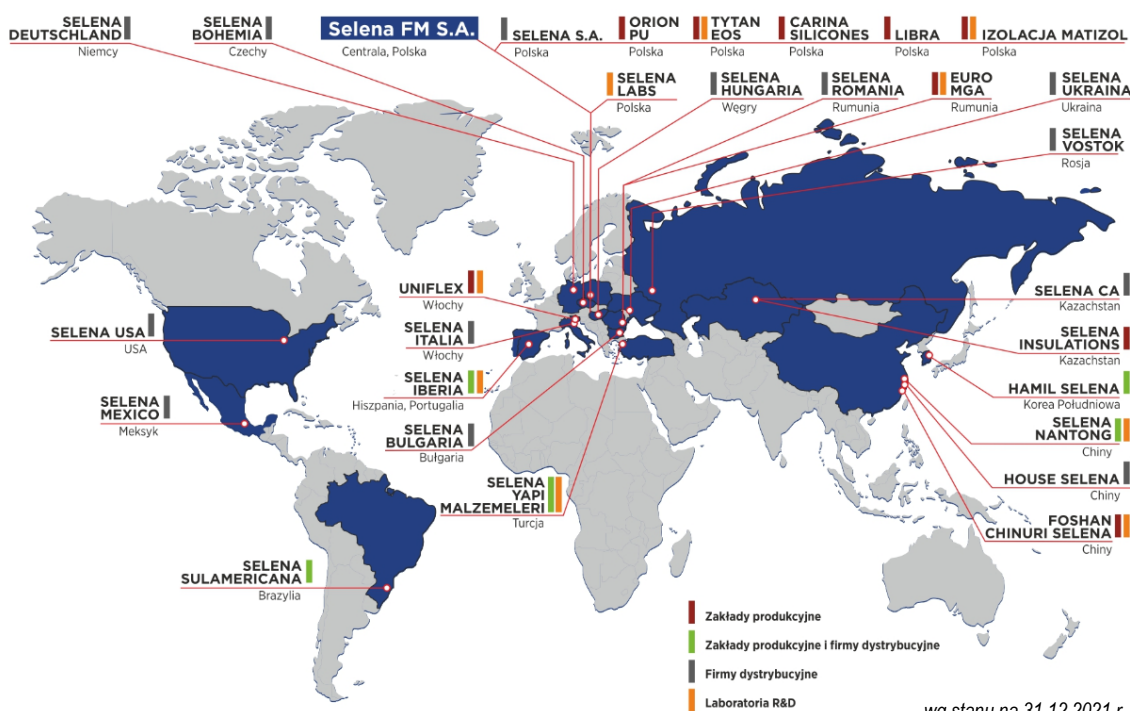 SELENA
DEUTSCHLAND
Niemcy
SELENA
BOHEMIA
Czechy
Selena FM S.A.
Centrala, Polska
SELENA S.A.
Polska
ORION
PU
Polska
TYTAN
EOS
Polska
CARINA
SILICONES
Polska
LIBRA
Polska
IZOLACJA MATIZOL
Polska
SELENA
LABS
Polska
SELENA
HUNGARIA
Węgry
SELENA
ROMANIA
Rumunia
EURO
MGA
Rumunia
SELENA
UKRAINA
Ukraina
SELENA
VOSTOK
Rosja
UNIFLEX
Włochy
SELENA
ITALIA
Włochy
SELENA
IBERIA
Hiszpania, Portugalia
SELENA
BULGARIA
Bułgaria
SELENA
YAPI
MALZEMELERI
Turcja
SELENA USA
USA
SELENA
MEXICO
Meksyk
SELENA
SULAMERICANA
Brazylia
SELENA CA
Kazachstan
SELENA
INSULATIONS
Kazachstan
HAMIL SELENA
Korea Południowa
SELENA
NANTONG
Chiny
HOUSE SELENA
Chiny
FOSHAN
CHINURI SELENA
Chiny
Zakłady produkcyjne
Zakłady produkcyjne i firmy dystrybucyjne
Firmy dystrybucyjne
Laboratoria R&D
wg stanu na 31.12.2021 r.